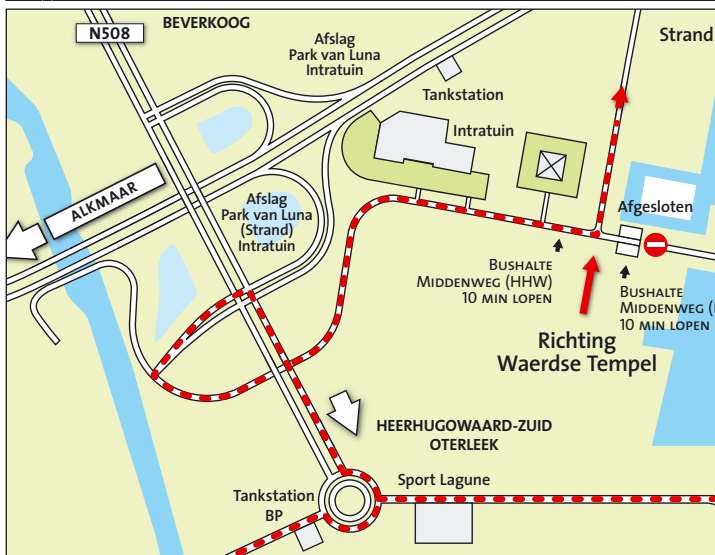 BEVERKOOG
N508
Afslag
Park van Luna
Intratuin
Strand
Tankstation
Intratuin
ALKMAAR
Afslag
Park van Luna
(Strand)
Intratuin
Afgesloten
Bushalte
Middenweg (HHW)
10 min lopen
Bushalte
Middenweg (
10 min lopen
Richting
Waerdse Tempel
HEERHUGOWAARD-ZUID
OTERLEEK
Sport Lagune
Tankstation
BP